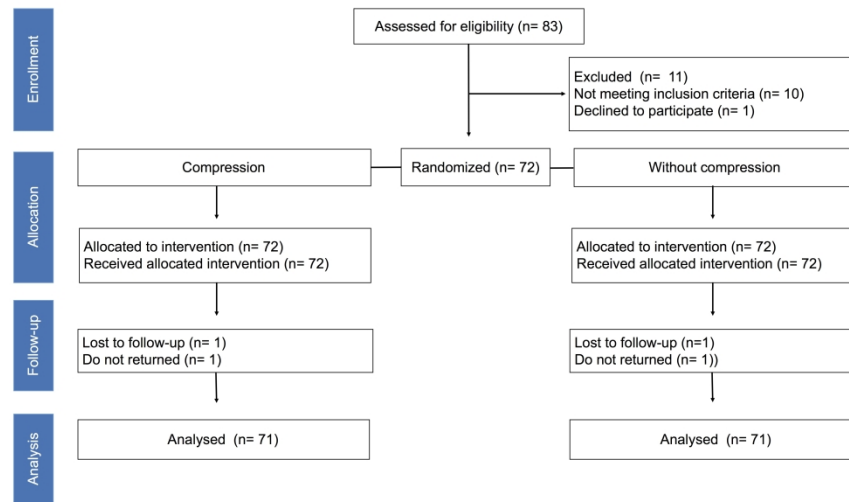 Enrollment
Assessed for eligibility (n= 83)
Excluded (n= 11)
Not meeting inclusion criteria (n= 10)
Declined to participate (n= 1)
Allocation
Compression
Randomized (n= 72)
Without compression
Allocated to intervention (n= 72)
Received allocated intervention (n= 72)
Allocated to intervention (n= 72)
Received allocated intervention (n= 72)
Follow-up
Lost to follow-up (n= 1)
Do not returned (n= 1)
Lost to follow-up (n=1)
Do not returned (n= 1))
Analysis
Analysed (n= 71)
Analysed (n= 71)